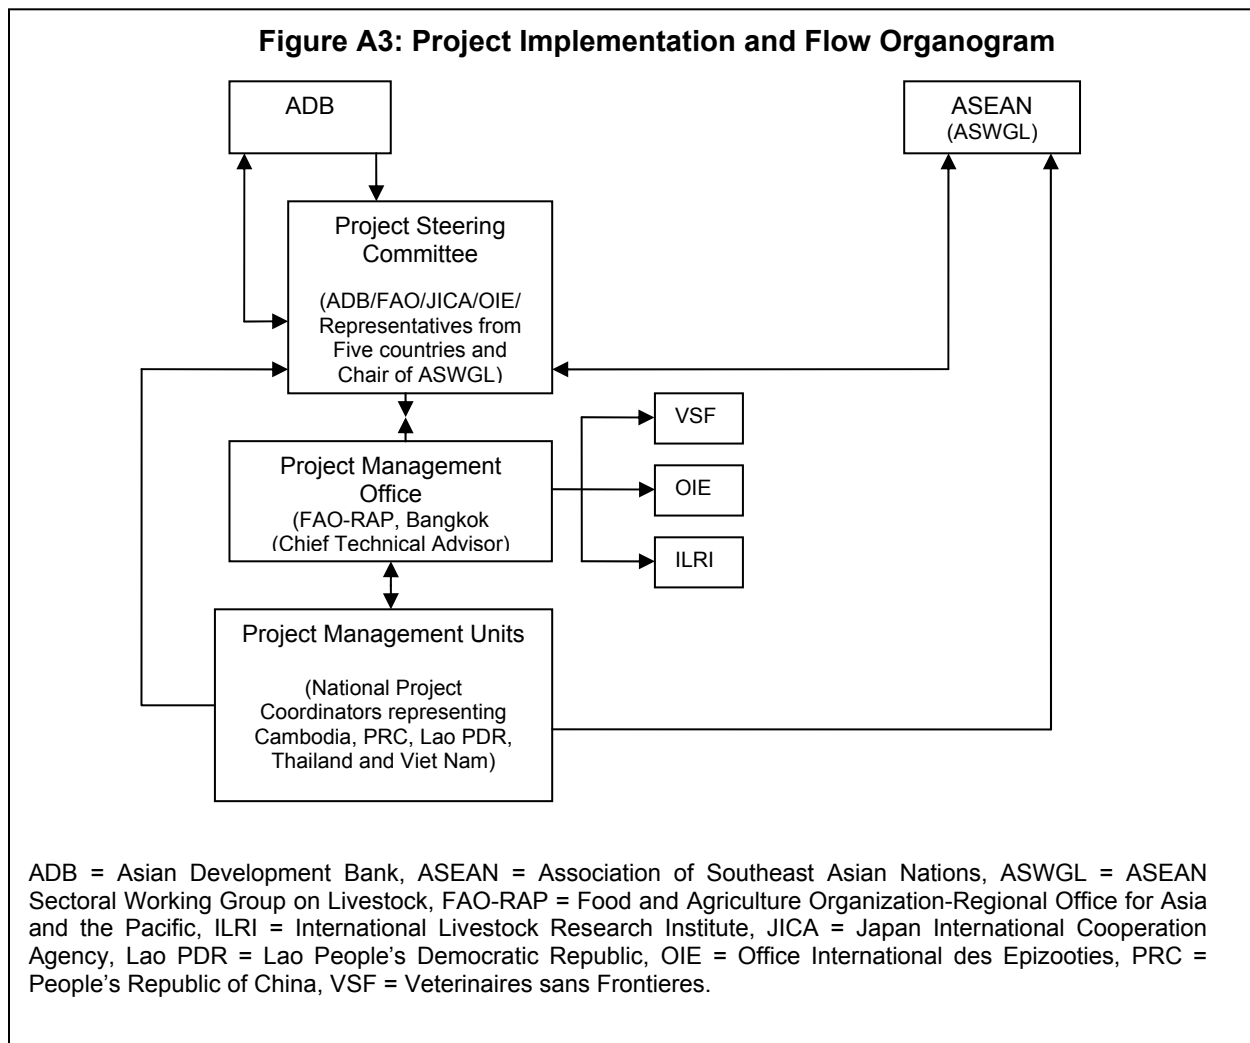 Figure A3: Project Implementation and Flow Organogram
ADB
ASEAN
(ASWGL)
Project Steering
Committee
(ADB/FAO/JICA/OIE/
Representatives from
Five countries and
Chair of ASWGL)
VSF
Project Management
Office
(FAO-RAP, Bangkok
(Chief Technical Advisor)
OIE
ILRI
Project Management Units
(National Project
Coordinators representing
Cambodia, PRC, Lao PDR,
Thailand and Viet Nam)
ADB = Asian Development Bank, ASEAN = Association of Southeast Asian Nations, ASWGL = ASEAN
Sectoral Working Group on Livestock, FAO-RAP = Food and Agriculture Organization-Regional Office for Asia
and the Pacific, ILRI = International Livestock Research Institute, JICA = Japan International Cooperation
Agency, Lao PDR = Lao People’s Democratic Republic, OIE = Office International des Epizooties, PRC =
People’s Republic of China, VSF = Veterinaires sans Frontieres.